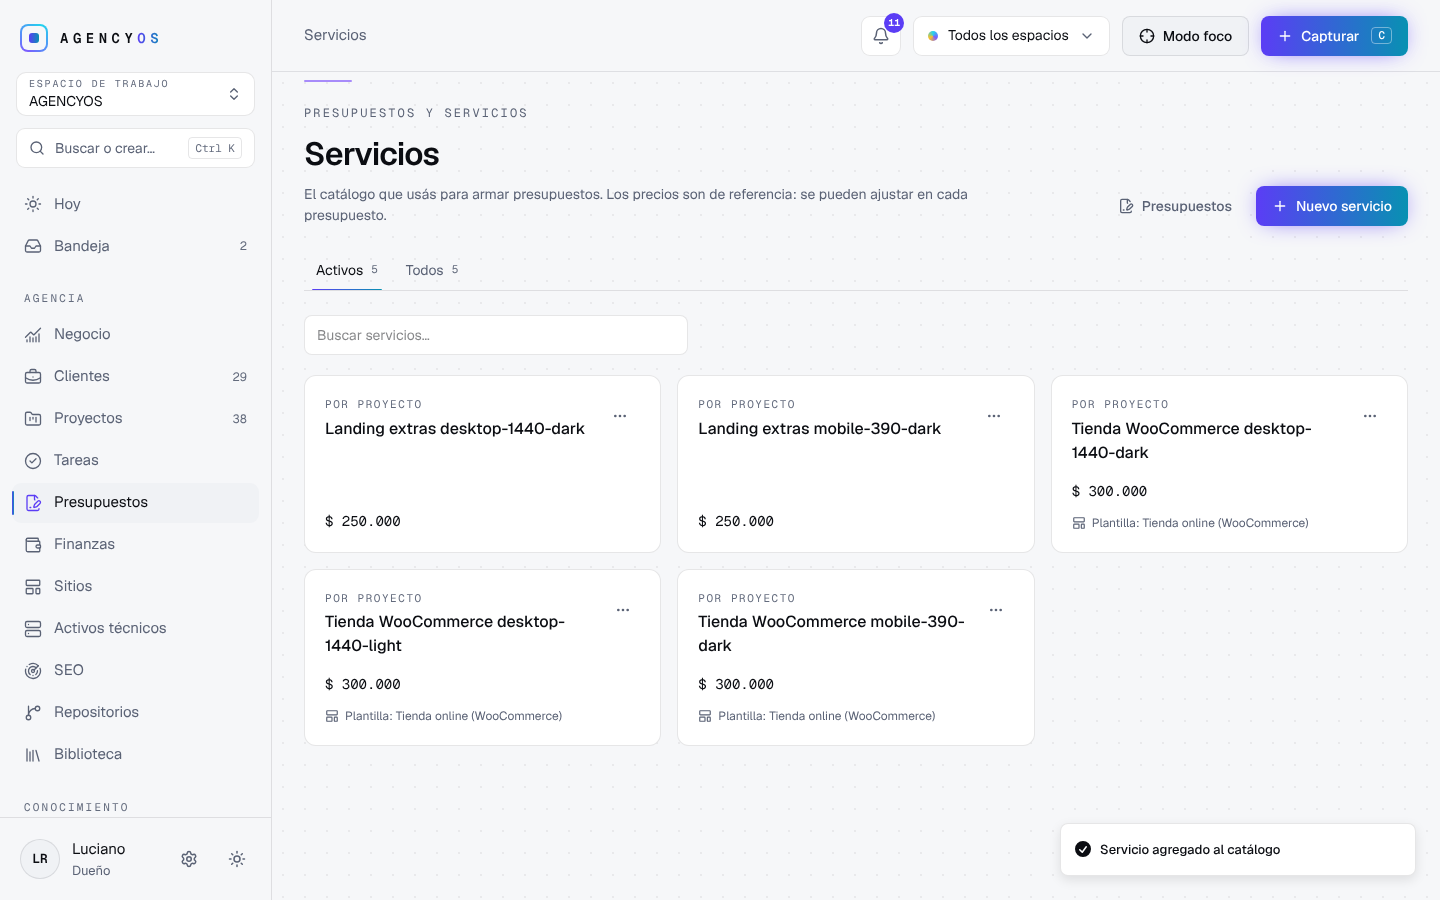 AGENCYOS
ESPACIO DE TRABAJO
AGENCYOS
Buscar o crear... Ctrl K
Hoy
Bandeja 2
AGENCIA
Negocio
Clientes 29
Proyectos 38
Tareas
Presupuestos
Finanzas
Sitios
Activos técnicos
SEO
Repositorios
Biblioteca
CONOCIMIENTO
LR
Luciano
Dueño
Servicios
11
Todos los espacios
Modo foco
Capturar C
PRESUPUESTOS Y SERVICIOS
Servicios
El catálogo que usás para armar presupuestos. Los precios son de referencia: se pueden ajustar en cada
presupuesto.
Presupuestos
Nuevo servicio
Activos 5
Todos 5
Buscar servicios...
POR PROYECTO
Landing extras desktop-1440-dark
$ 250.000
POR PROYECTO
Landing extras mobile-390-dark
$ 250.000
POR PROYECTO
Tienda WooCommerce desktop-
1440-dark
$ 300.000
Plantilla: Tienda online (WooCommerce)
POR PROYECTO
Tienda WooCommerce desktop-
1440-light
$ 300.000
Plantilla: Tienda online (WooCommerce)
POR PROYECTO
Tienda WooCommerce mobile-390-
dark
$ 300.000
Plantilla: Tienda online (WooCommerce)
Servicio agregado al catálogo